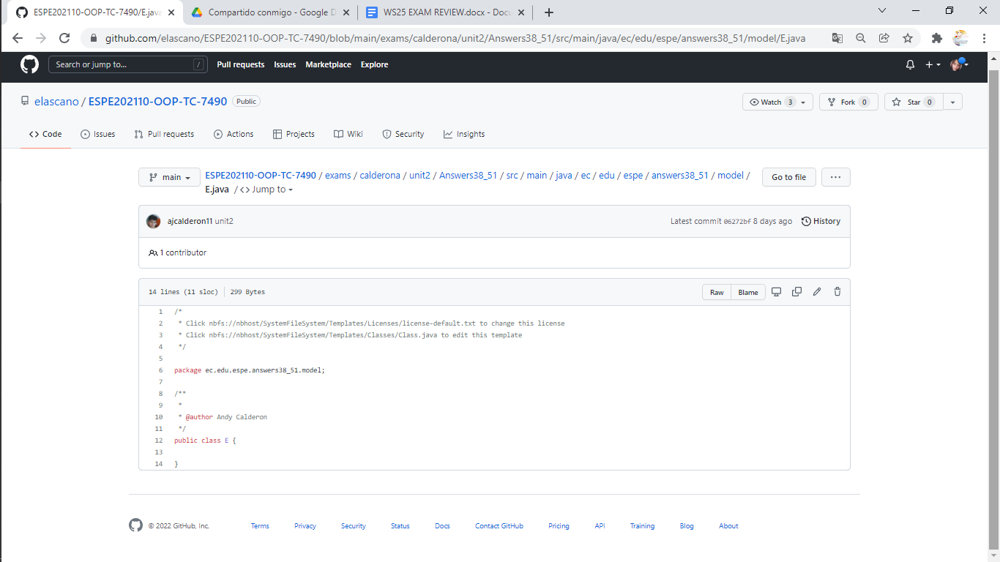 ESPE202110-OOP-TC-7490/E.java
Compartido conmigo - Google D
WS25 EXAM REVIEW.docx - Docu
github.com/elascano/ESPE202110-OOP-TC-7490/blob/main/exams/calderona/unit2/Answers38_51/src/main/java/ec/edu/espe/answers38_51/model/E.java
Search or jump to... /
Pull requests Issues Marketplace Explore
elascano / ESPE202110-OOP-TC-7490 Public
Watch 3 Fork 0 Star 0
Code Issues Pull requests Actions Projects Wiki Security Insights
main ESPE202110-OOP-TC-7490 / exams / calderona / unit2 / Answers38_51 / src / main / java / ec / edu / espe / answers38_51 / model / Go to file ...
E.java / <> Jump to
ajcalderon11 unit2 Latest commit 06272bf 8 days ago History
1 contributor
14 lines (11 sloc) 299 Bytes Raw Blame
1 /*
2 * Click nbfs://nbhost/SystemFileSystem/Templates/Licenses/license-default.txt to change this license
3 * Click nbfs://nbhost/SystemFileSystem/Templates/Classes/Class.java to edit this template
4 */
5
6 package ec.edu.espe.answers38_51.model;
7
8 /**
9 *
10 * @author Andy Calderon
11 */
12 public class E {
13
14 }
© 2022 GitHub, Inc. Terms Privacy Security Status Docs Contact GitHub Pricing API Training Blog About